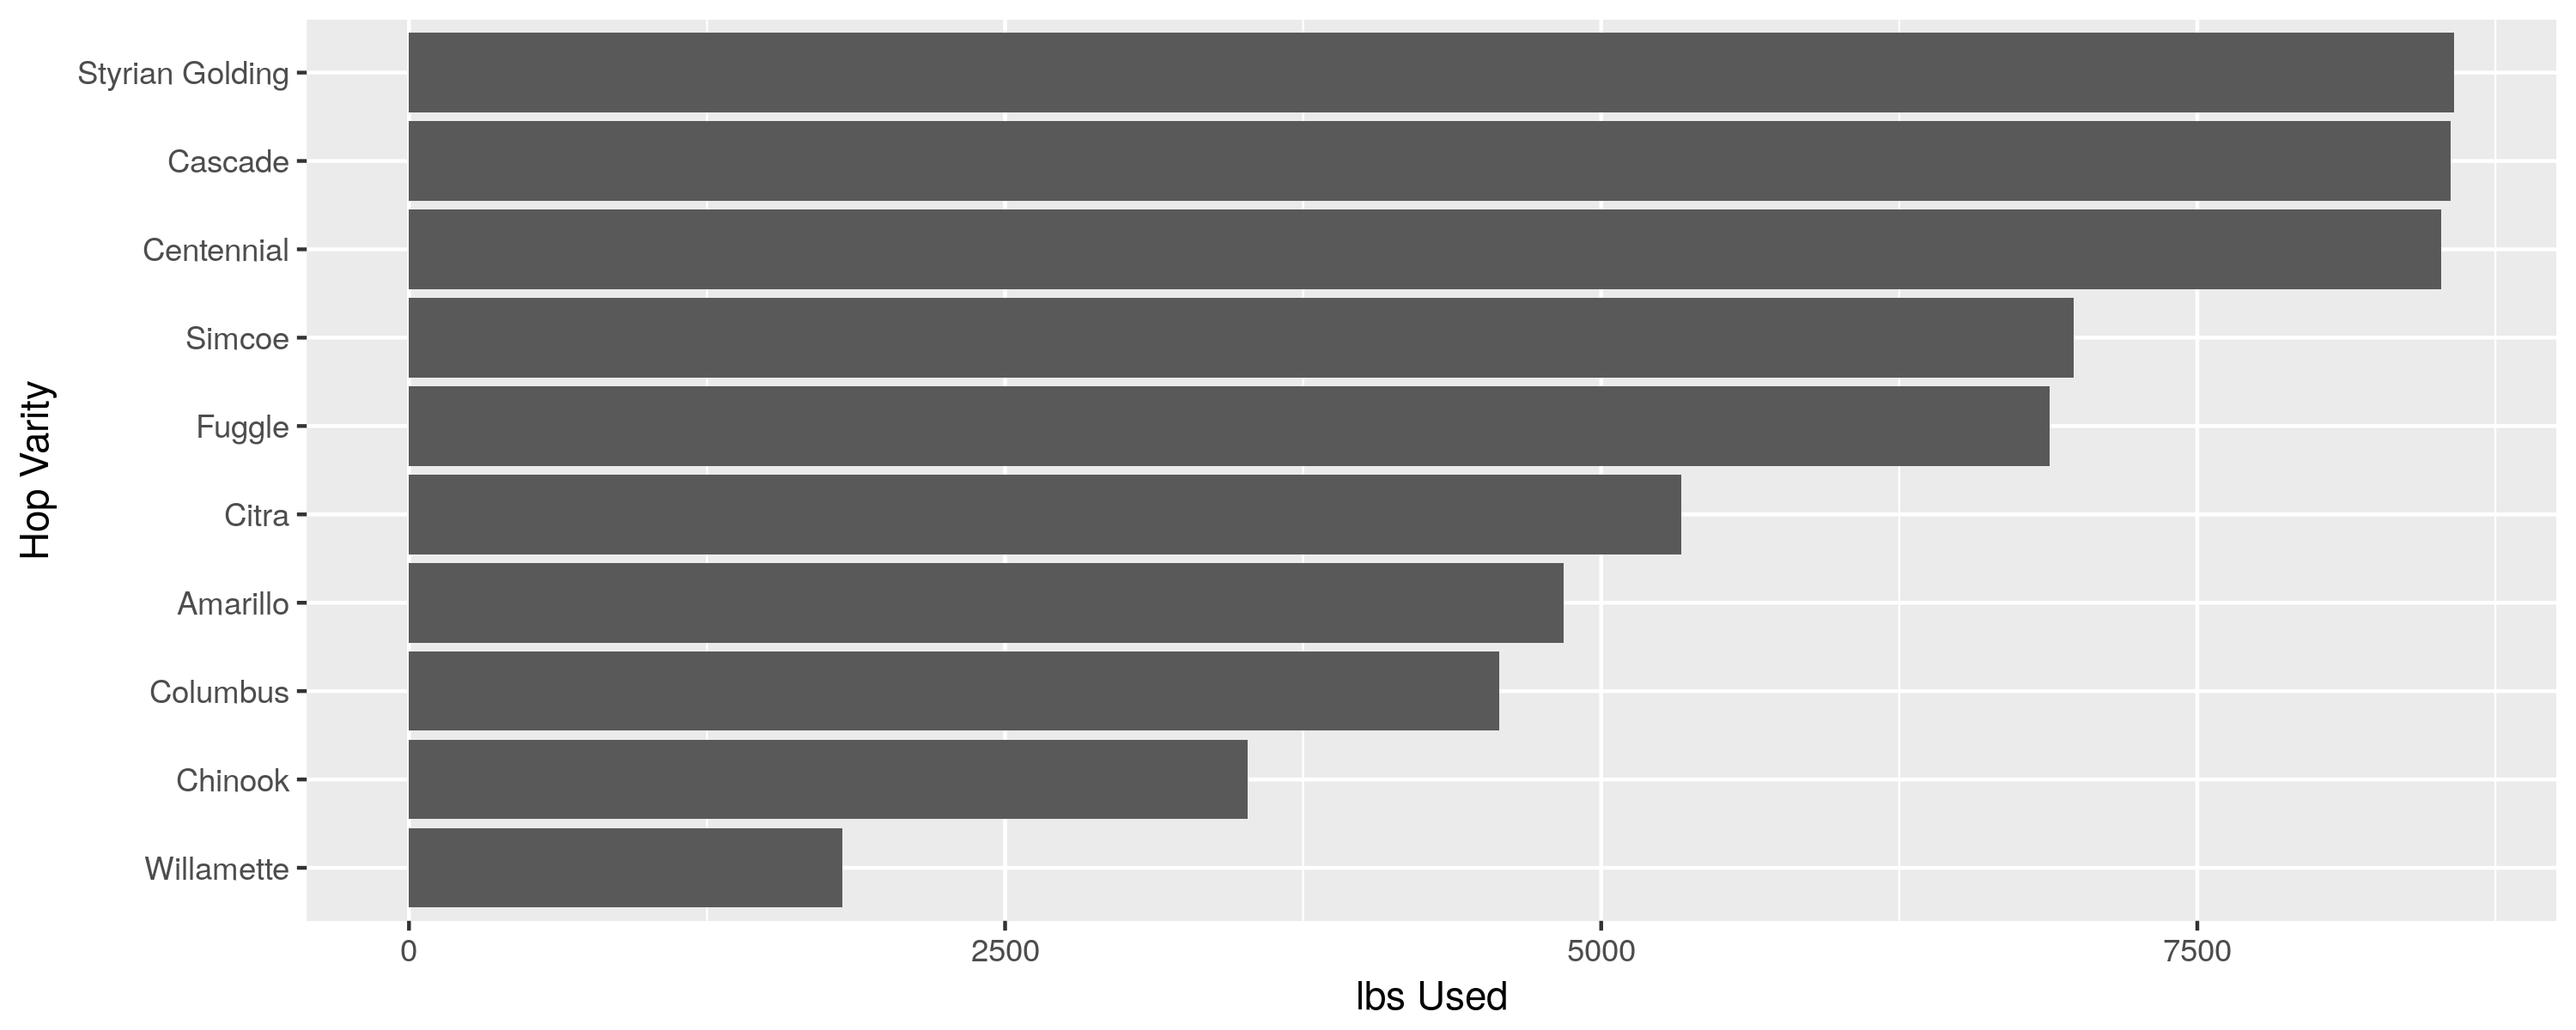 Styrian Golding
Cascade
Centennial
Simcoe
Fuggle
Citra
Amarillo
Columbus
Chinook
Willamette
Hop Varity
0 2500 5000 7500
lbs Used